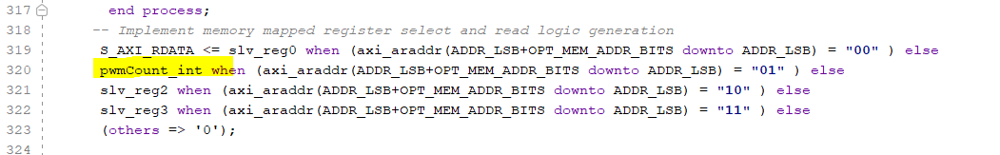 317 end process;
318 -- Implement memory mapped register select and read logic generation
319 S_AXI_RDATA <= slv_reg0 when (axi_araddr(ADDR_LSB+OPT_MEM_ADDR_BITS downto ADDR_LSB) = "00" ) else
320 pwmCount_int when (axi_araddr(ADDR_LSB+OPT_MEM_ADDR_BITS downto ADDR_LSB) = "01" ) else
321 slv_reg2 when (axi_araddr(ADDR_LSB+OPT_MEM_ADDR_BITS downto ADDR_LSB) = "10" ) else
322 slv_reg3 when (axi_araddr(ADDR_LSB+OPT_MEM_ADDR_BITS downto ADDR_LSB) = "11" ) else
323 (others => '0');
324